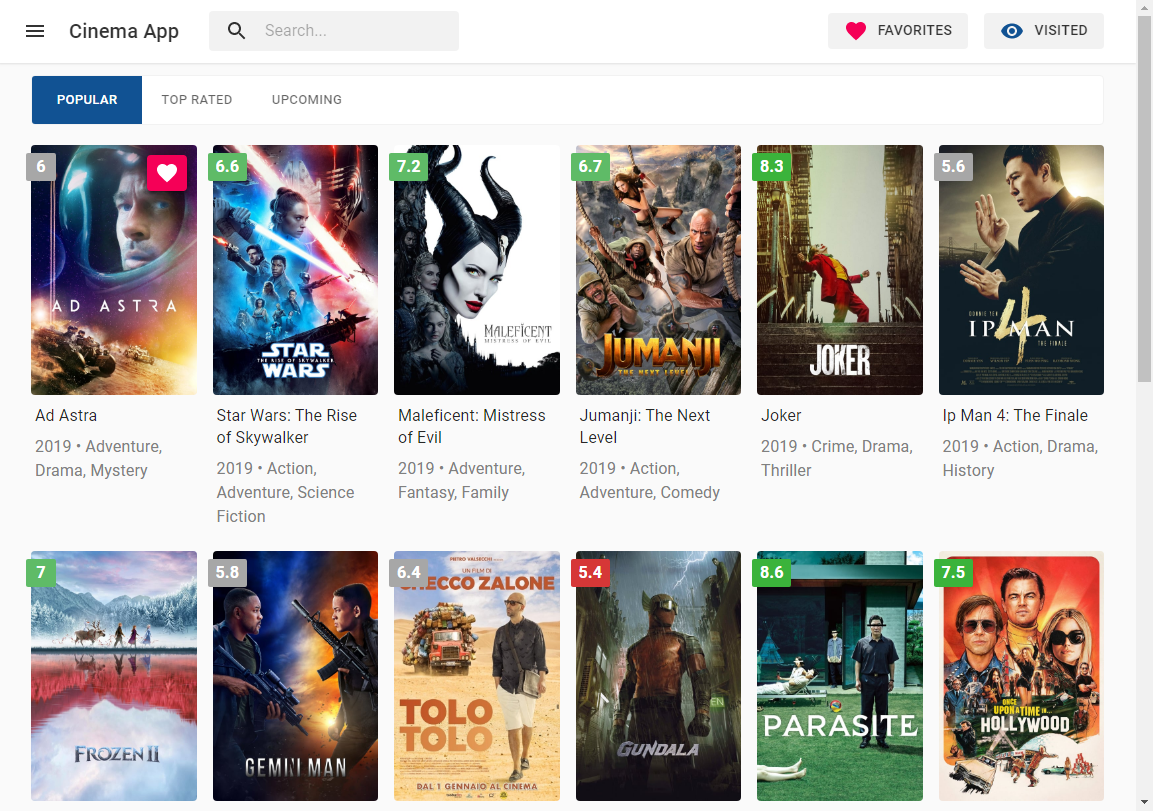 Cinema App
Search...
FAVORITES
VISITED
POPULAR
TOP RATED
UPCOMING
6
6.6
7.2
6.7
8.3
5.6
AD ASTRA
STAR
THE RISE OF SKYWALKER
WARS
MALEFICENT
MISTRESS OF EVIL
JUMANJI
THE NEXT LEVEL
JOKER
DONNIE YEN
IP MAN
4
THE FINALE
Ad Astra
2019 • Adventure,
Drama, Mystery
Star Wars: The Rise
of Skywalker
2019 • Action,
Adventure, Science
Fiction
Maleficent: Mistress
of Evil
2019 • Adventure,
Fantasy, Family
Jumanji: The Next
Level
2019 • Action,
Adventure, Comedy
Joker
2019 • Crime, Drama,
Thriller
Ip Man 4: The Finale
2019 • Action, Drama,
History
7
5.8
6.4
5.4
8.6
7.5
FROZEN II
GEMINI MAN
PIETRO VALSECCHI
UN FILM DI
CHECCO ZALONE
TOLO
TOLO
DAL 1 GENNAIO AL CINEMA
EN
GUNDALA
PARASITE
ONCE
UPON A TIME IN...
HOLLYWOOD